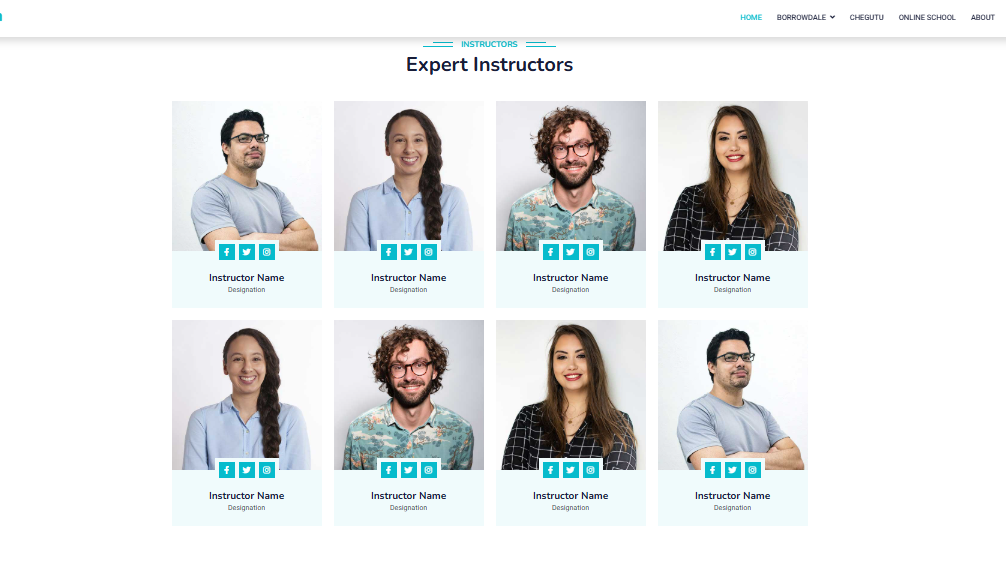 HOME BORROWDALE CHEGUTU ONLINE SCHOOL ABOUT
INSTRUCTORS
Expert Instructors
Instructor Name Instructor Name Instructor Name Instructor Name
Designation Designation Designation Designation
Instructor Name Instructor Name Instructor Name Instructor Name
Designation Designation Designation Designation